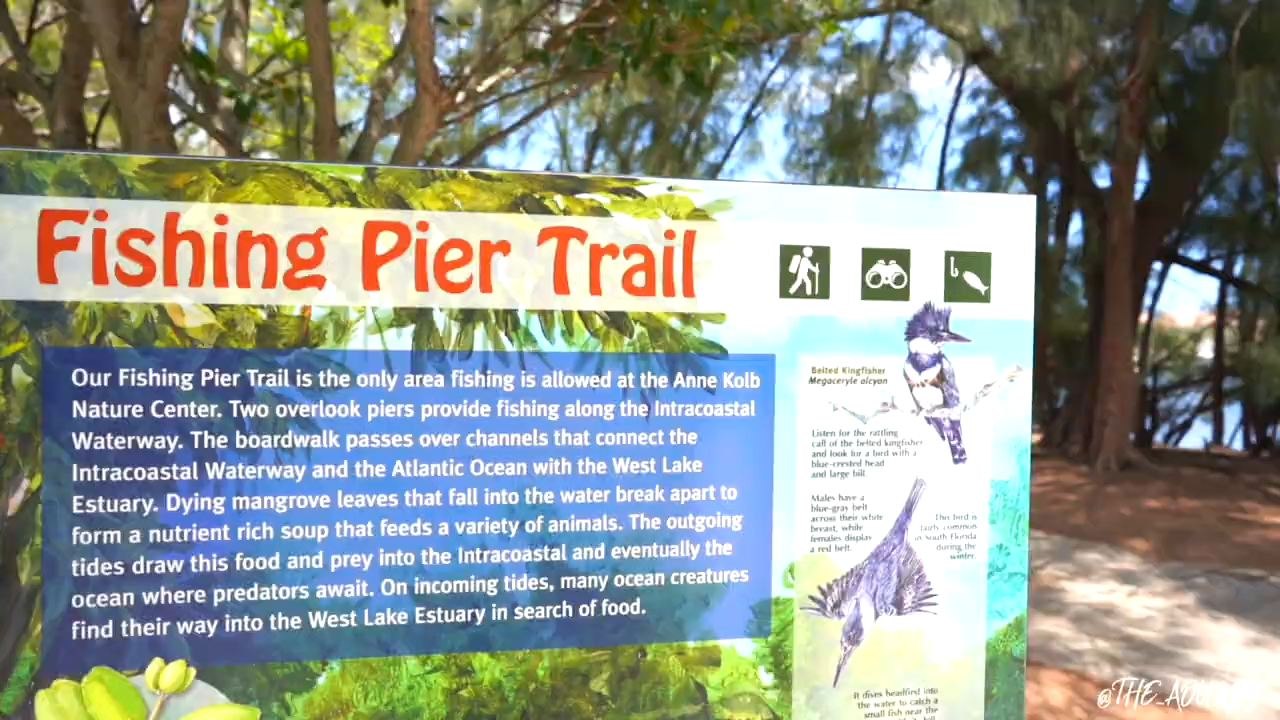 Fishing Pier Trail
Our Fishing Pier Trail is the only area fishing is allowed at the Anne Kolb
Nature Center. Two overlook piers provide fishing along the Intracoastal
Waterway. The boardwalk passes over channels that connect the
Intracoastal Waterway and the Atlantic Ocean with the West Lake
Estuary. Dying mangrove leaves that fall into the water break apart to
form a nutrient rich soup that feeds a variety of animals. The outgoing
tides draw this food and prey into the Intracoastal and eventually the
ocean where predators await. On incoming tides, many ocean creatures
find their way into the West Lake Estuary in search of food.
Belted Kingfisher
Megaceryle alcyon
Listen for the rattling
call of the belted kingfisher
and look for a bird with a
blue-crested head
and large bill.
Males have a
blue-gray belt
across their white
breast, while
females display
a red belt.
This bird is
fairly common
in South Florida
during the
winter.
It dives headfirst into
the water to catch a
small fish near the